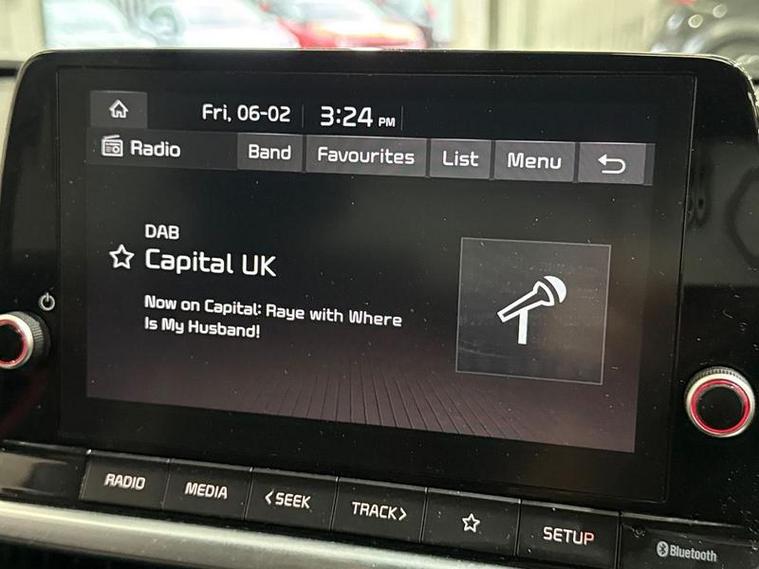 Fri, 06-02 3:24 PM
Radio Band Favourites List Menu
DAB
Capital UK
Now on Capital: Raye with Where
Is My Husband!
RADIO MEDIA <SEEK TRACK> SETUP Bluetooth